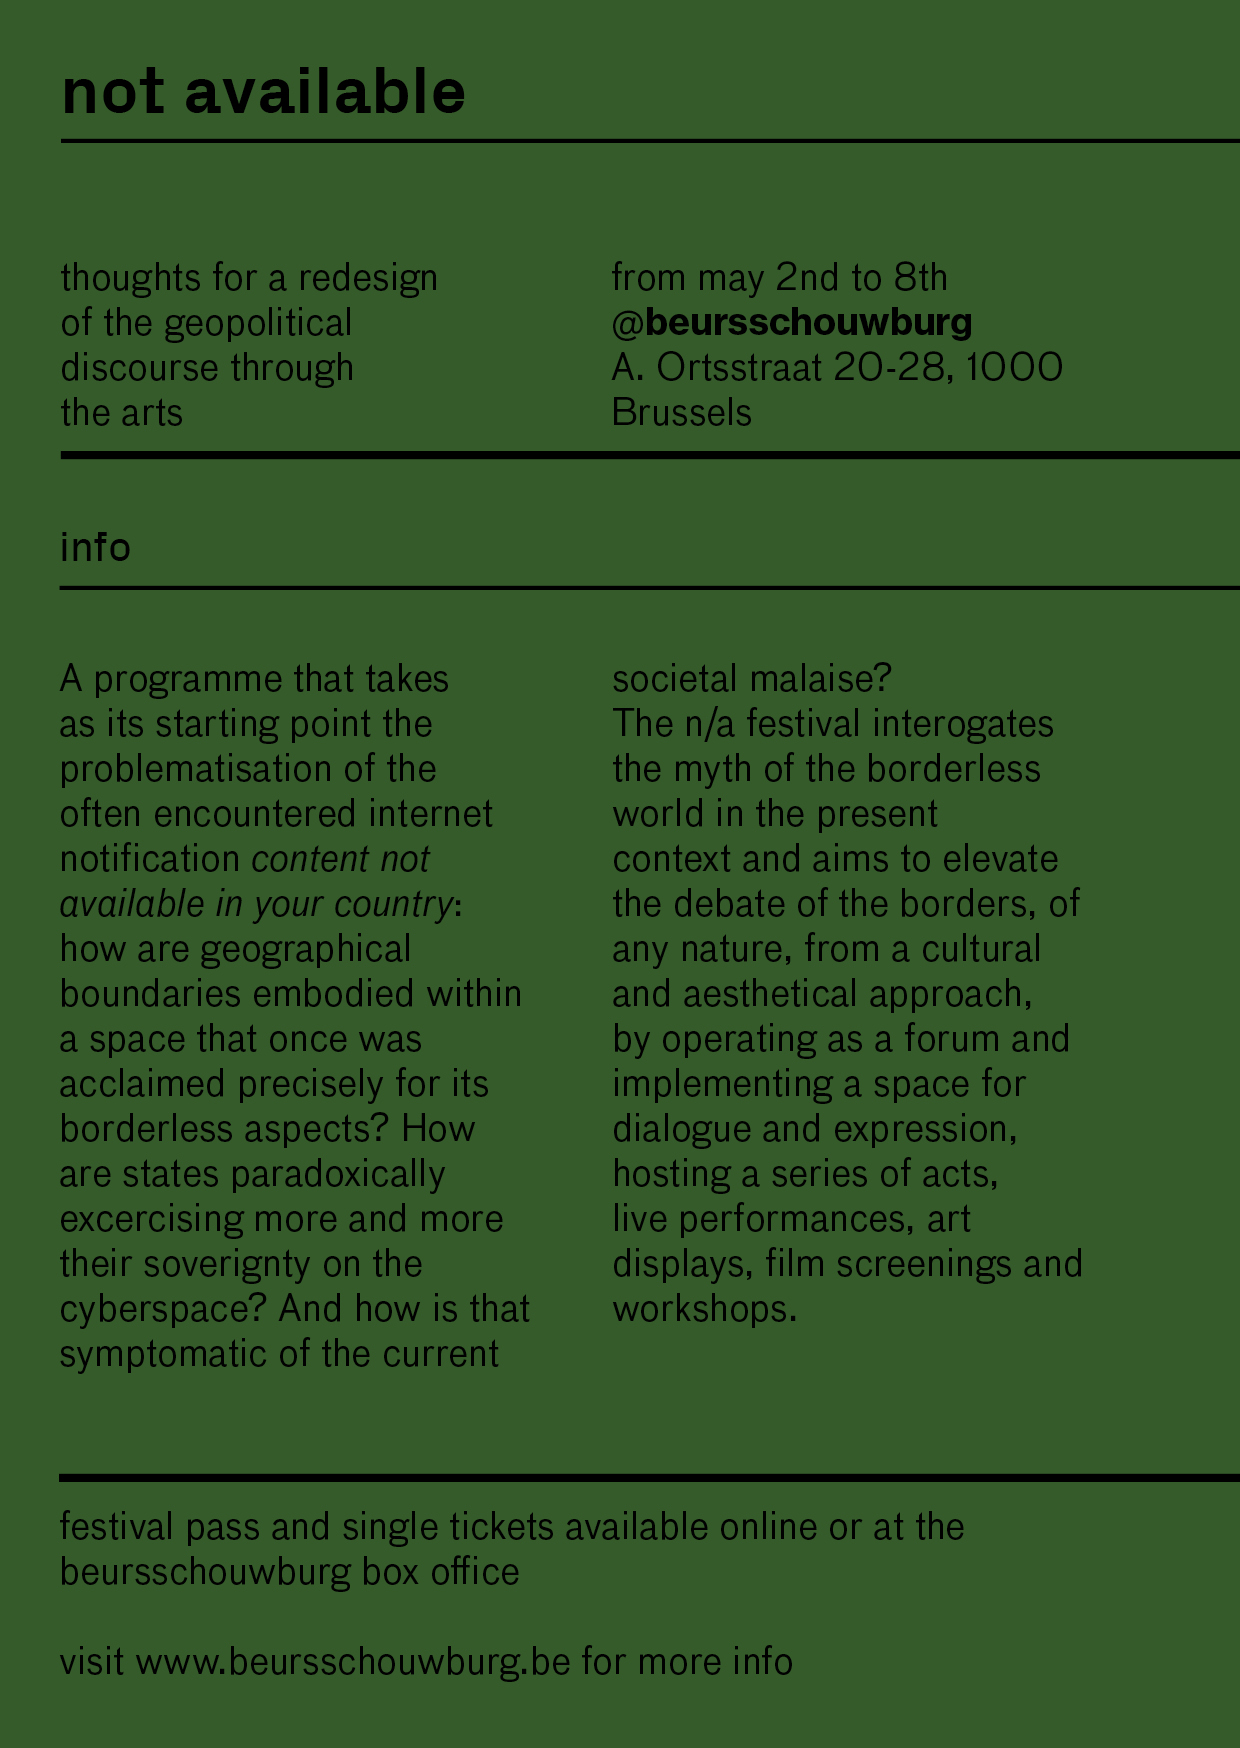 not available
thoughts for a redesign
of the geopolitical
discourse through
the arts
from may 2nd to 8th
@beursschouwburg
A. Ortsstraat 20-28, 1000
Brussels
info
A programme that takes
as its starting point the
problematisation of the
often encountered internet
notification content not
available in your country:
how are geographical
boundaries embodied within
a space that once was
acclaimed precisely for its
borderless aspects? How
are states paradoxically
excercising more and more
their soverignty on the
cyberspace? And how is that
symptomatic of the current
societal malaise?
The n/a festival interogates
the myth of the borderless
world in the present
context and aims to elevate
the debate of the borders, of
any nature, from a cultural
and aesthetical approach,
by operating as a forum and
implementing a space for
dialogue and expression,
hosting a series of acts,
live performances, art
displays, film screenings and
workshops.
festival pass and single tickets available online or at the
beursschouwburg box office
visit www.beursschouwburg.be for more info